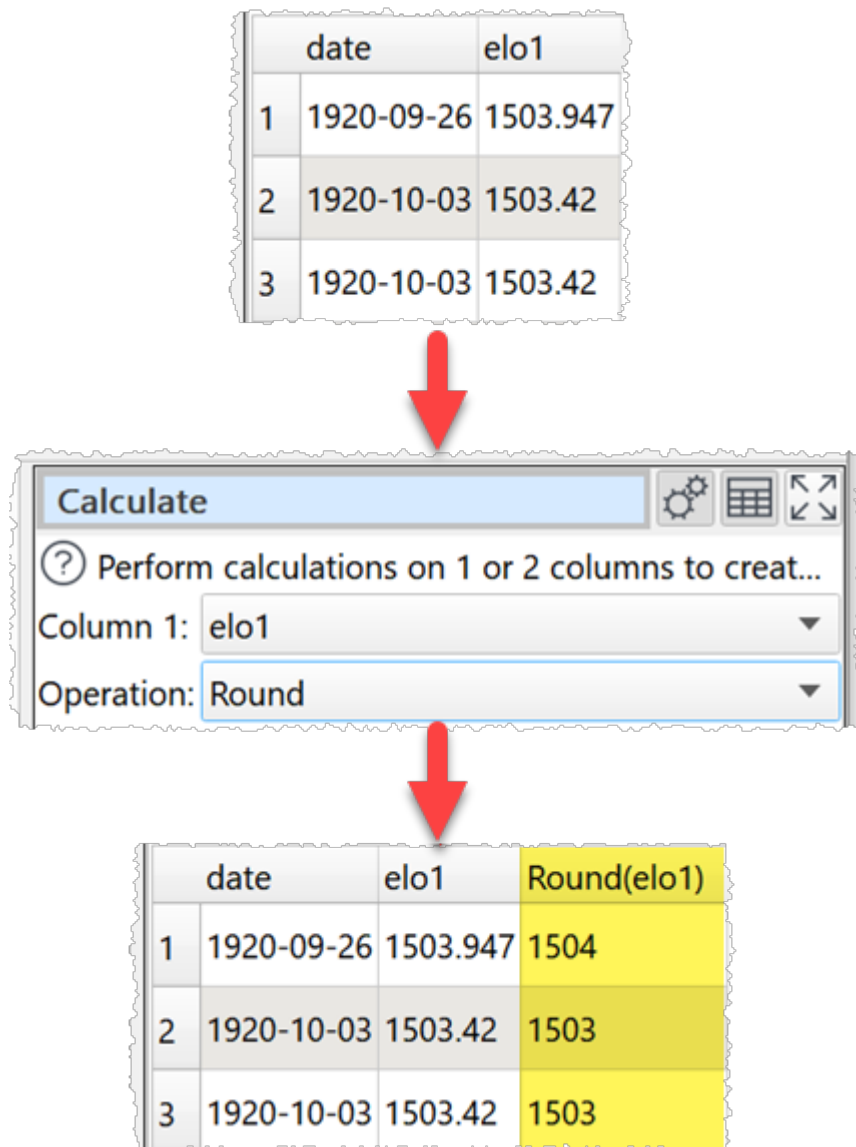 date elo1
1 1920-09-26 1503.947
2 1920-10-03 1503.42
3 1920-10-03 1503.42
Calculate
? Perform calculations on 1 or 2 columns to creat...
Column 1: elo1
Operation: Round
date elo1 Round(elo1)
1 1920-09-26 1503.947 1504
2 1920-10-03 1503.42 1503
3 1920-10-03 1503.42 1503